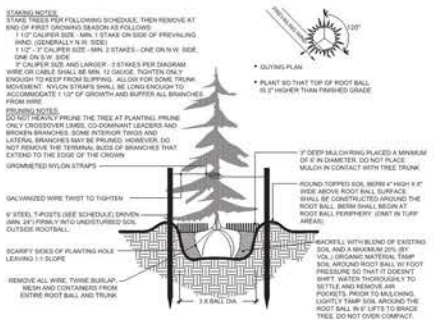 STAKING NOTES:
STAKE TREES PER FOLLOWING SCHEDULE, THEN REMOVE AT
END OF FIRST GROWING SEASON AS FOLLOWS:
1 1/2" CALIPER SIZE - MIN. 1 STAKE ON SIDE OF PREVAILING
WIND. (GENERALLY N.W. SIDE)
1 1/2" - 3" CALIPER SIZE - MIN. 2 STAKES - ONE ON N.W. SIDE,
ONE ON S.W. SIDE
3" CALIPER SIZE AND LARGER - 3 STAKES PER DIAGRAM
WIRE OR CABLE SHALL BE MIN. 12 GAUGE, TIGHTEN ONLY
ENOUGH TO KEEP FROM SLIPPING. ALLOW FOR SOME TRUNK
MOVEMENT. NYLON STRAPS SHALL BE LONG ENOUGH TO
ACCOMMODATE 1 1/2" OF GROWTH AND BUFFER ALL BRANCHES
FROM WIRE
PRUNING NOTES:
DO NOT HEAVILY PRUNE THE TREE AT PLANTING. PRUNE
ONLY CROSSOVER LIMBS, CO-DOMINANT LEADERS AND
BROKEN BRANCHES. SOME INTERIOR TWIGS AND
LATERAL BRANCHES MAY BE PRUNED. HOWEVER, DO
NOT REMOVE THE TERMINAL BUDS OF BRANCHES THAT
EXTEND TO THE EDGE OF THE CROWN
GROMMETED NYLON STRAPS
GALVANIZED WIRE TWIST TO TIGHTEN
6' STEEL T-POSTS (SEE SCHEDULE) DRIVEN
(MIN. 24") FIRMLY INTO UNDISTURBED SOIL
OUTSIDE ROOTBALL.
SCARIFY SIDES OF PLANTING HOLE
LEAVING 1:1 SLOPE
REMOVE ALL WIRE, TWINE BURLAP,
MESH AND CONTAINERS FROM
ENTIRE ROOT BALL AND TRUNK
3 X BALL DIA.
PREVAILING WIND
120°
* GUYING PLAN
* PLANT SO THAT TOP OF ROOT BALL
IS 2" HIGHER THAN FINISHED GRADE
3" DEEP MULCH RING PLACED A MINIMUM
OF 6' IN DIAMETER. DO NOT PLACE
MULCH IN CONTACT WITH TREE TRUNK
ROUND-TOPPED SOIL BERM 4" HIGH X 8"
WIDE ABOVE ROOT BALL SURFACE
SHALL BE CONSTRUCTED AROUND THE
ROOT BALL. BERM SHALL BEGIN AT
ROOT BALL PERIPHERY. (OMIT IN TURF
AREAS)
BACKFILL WITH BLEND OF EXISTING
SOIL AND A MAXIMUM 20% (BY
VOL.) ORGANIC MATERIAL TAMP
SOIL AROUND ROOT BALL W/ FOOT
PRESSURE SO THAT IT DOESN'T
SHIFT. WATER THOROUGHLY TO
SETTLE AND REMOVE AIR
POCKETS. PRIOR TO MULCHING
LIGHTLY TAMP SOIL AROUND THE
ROOT BALL IN 6" LIFTS TO BRACE
TREE. DO NOT OVER COMPACT.